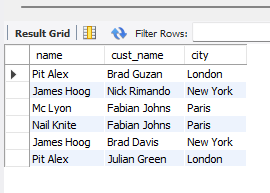 Result Grid Filter Rows:
name cust_name city
Pit Alex Brad Guzan London
James Hoog Nick Rimando New York
Mc Lyon Fabian Johns Paris
Nail Knite Fabian Johns Paris
James Hoog Brad Davis New York
Pit Alex Julian Green London